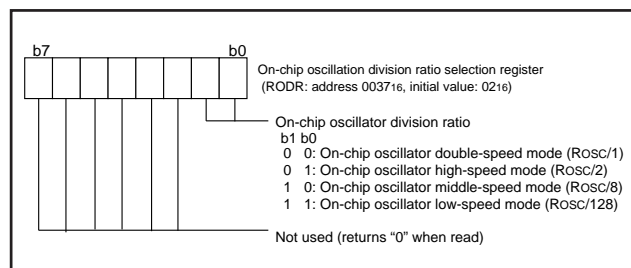 b7 b0
On-chip oscillation division ratio selection register
(RODR: address 003716, initial value: 0216)
On-chip oscillator division ratio
b1 b0
0 0: On-chip oscillator double-speed mode (ROSC/1)
0 1: On-chip oscillator high-speed mode (ROSC/2)
1 0: On-chip oscillator middle-speed mode (ROSC/8)
1 1: On-chip oscillator low-speed mode (ROSC/128)
Not used (returns “0” when read)